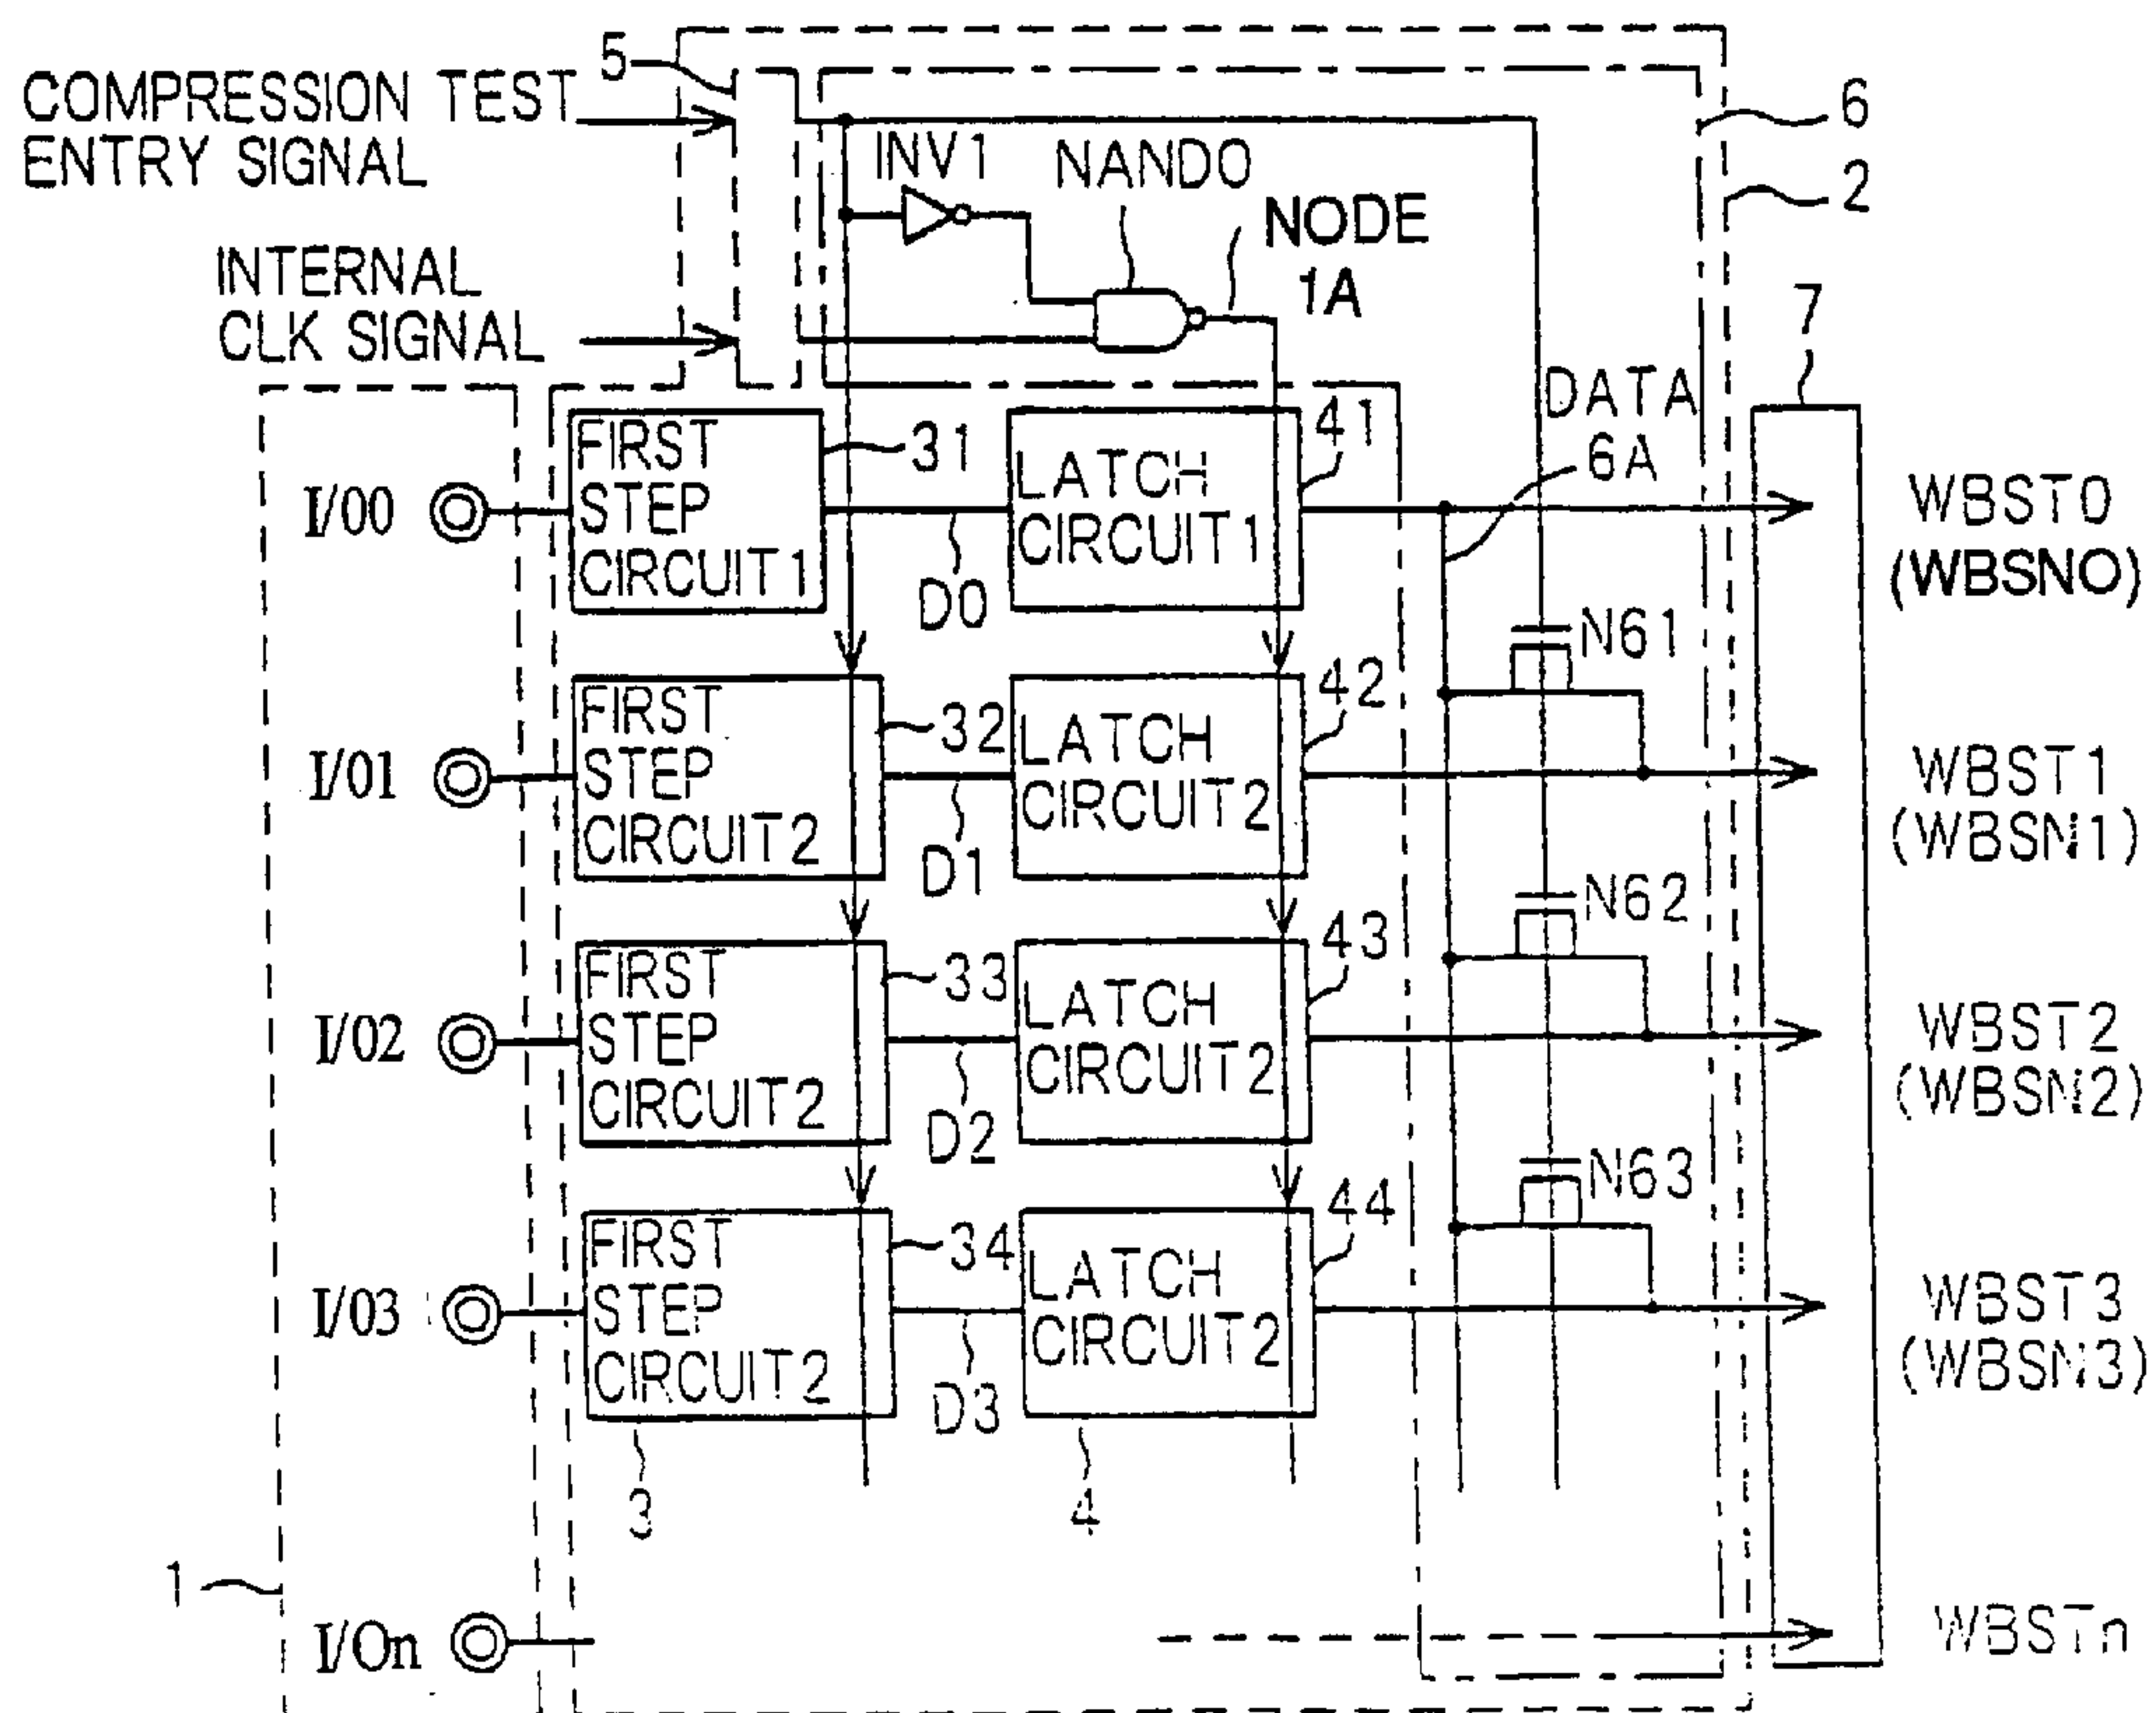 COMPRESSION TEST
ENTRY SIGNAL
5
6
2
INV1
NAND0
NODE
1A
INTERNAL
CLK SIGNAL
7
DATA
6A
I/00
FIRST
STEP
CIRCUIT1
31
D0
LATCH
CIRCUIT1
41
WBST0
(WBSN0)
N61
I/01
FIRST
STEP
CIRCUIT2
32
D1
LATCH
CIRCUIT2
42
WBST1
(WBSN1)
N62
I/02
FIRST
STEP
CIRCUIT2
33
D2
LATCH
CIRCUIT2
43
WBST2
(WBSN2)
N63
I/03
FIRST
STEP
CIRCUIT2
34
D3
LATCH
CIRCUIT2
44
WBST3
(WBSN3)
3
4
1
I/On
WBSTn